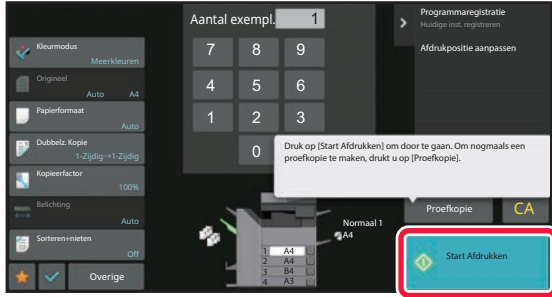 Aantal exempl. 1
Programmaregistratie
Huidige inst. registreren
Afdrukpositie aanpassen
Kleurmodus
Meerkleuren
Origineel
Auto A4
Papierformaat
Auto
Dubbelz. Kopie
1-Zijdig→1-Zijdig
Kopieerfactor
100%
Belichting
Auto
Sorteren+nieten
Off
Overige
7 8 9
4 5 6
1 2 3
0
Druk op [Start Afdrukken] om door te gaan. Om nogmaals een
proefkopie te maken, drukt u op [Proefkopie].
Normaal 1
A4
1 A4
2 A4
3 B4
4 A3
Proefkopie
CA
Start Afdrukken